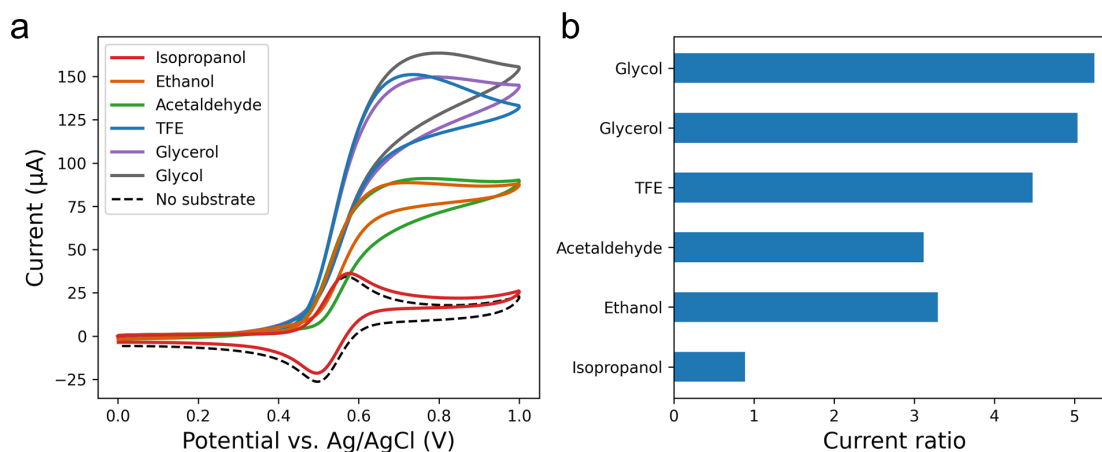 a
Isopropanol
Ethanol
Acetaldehyde
TFE
Glycerol
Glycol
No substrate
150
125
100
75
50
25
0
−25
Current (μA)
0.0 0.2 0.4 0.6 0.8 1.0
Potential vs. Ag/AgCl (V)
b
Glycol
Glycerol
TFE
Acetaldehyde
Ethanol
Isopropanol
0 1 2 3 4 5
Current ratio